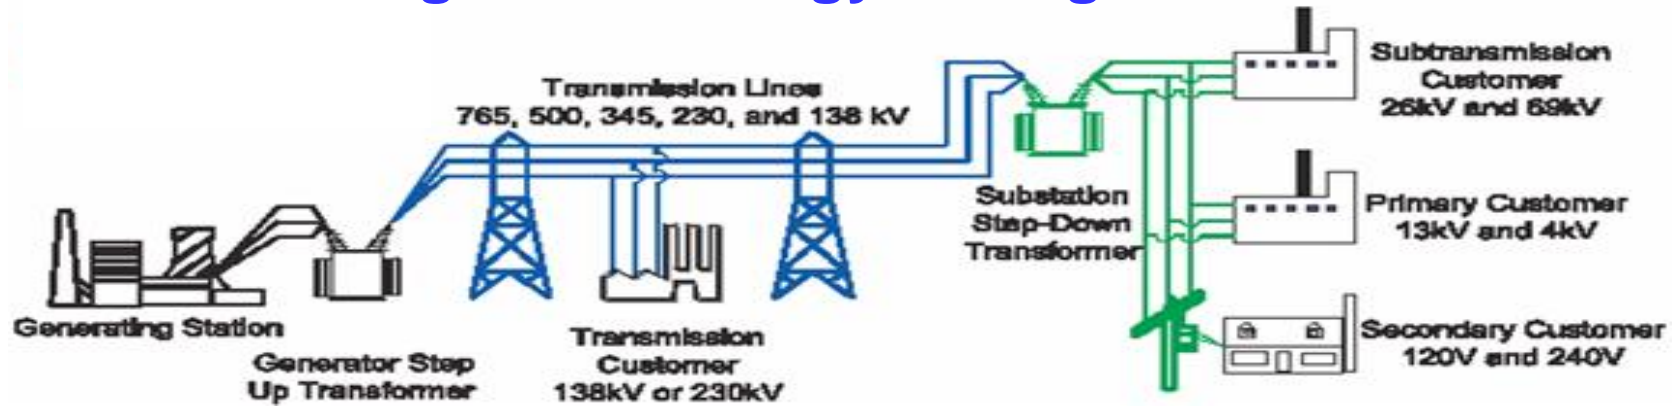 Transmission Lines
765, 500, 345, 230, and 138 kV
Subtransmission
Customer
26kV and 69kV
Substation
Step-Down
Transformer
Primary Customer
13kV and 4kV
Generating Station
Generator Step
Up Transformer
Transmission
Customer
138kV or 230kV
Secondary Customer
120V and 240V